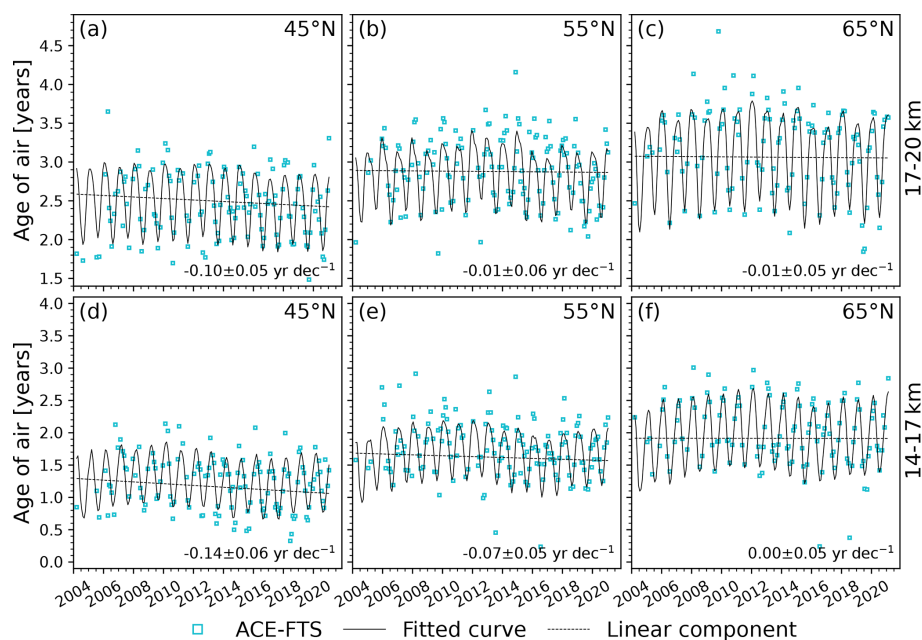 (a) 45°N
(b) 55°N
(c) 65°N
Age of air [years]
4.5
4.0
3.5
3.0
2.5
2.0
1.5
-0.10±0.05 yr dec⁻¹
-0.01±0.06 yr dec⁻¹
-0.01±0.05 yr dec⁻¹
17-20 km
(d) 45°N
(e) 55°N
(f) 65°N
Age of air [years]
4.0
3.5
3.0
2.5
2.0
1.5
1.0
0.5
0.0
-0.14±0.06 yr dec⁻¹
-0.07±0.05 yr dec⁻¹
0.00±0.05 yr dec⁻¹
14-17 km
2004 2006 2008 2010 2012 2014 2016 2018 2020
2004 2006 2008 2010 2012 2014 2016 2018 2020
2004 2006 2008 2010 2012 2014 2016 2018 2020
ACE-FTS Fitted curve Linear component